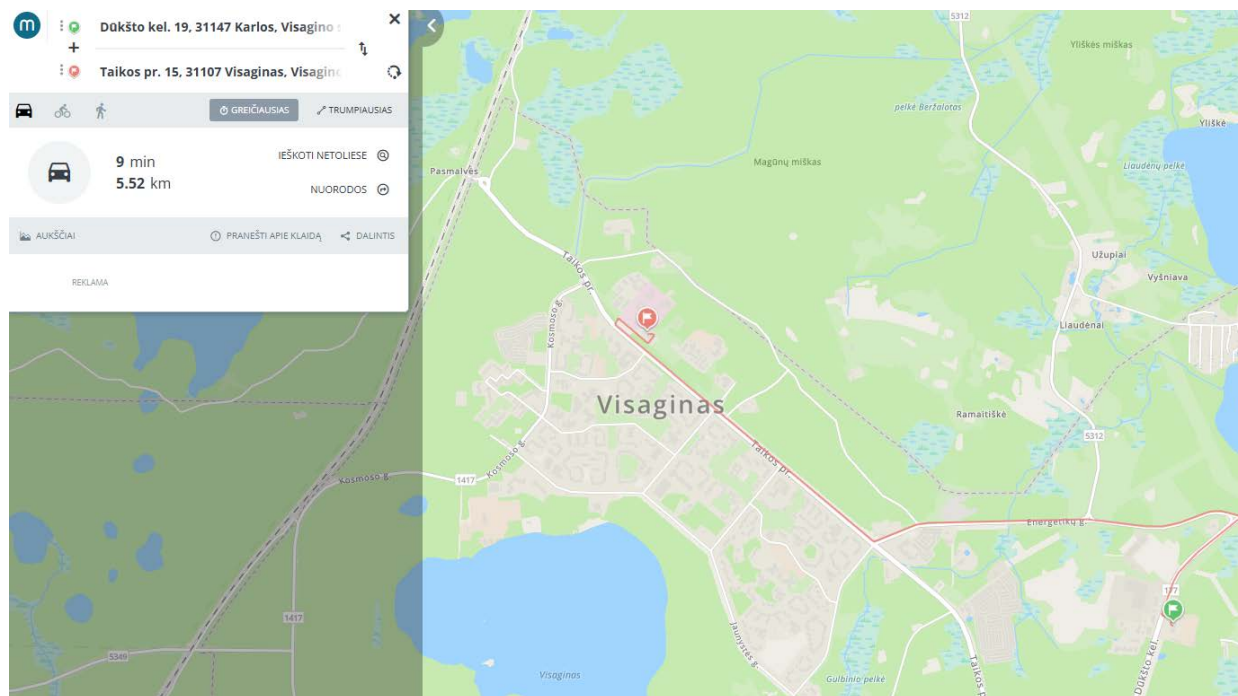 m
Dūkšto kel. 19, 31147 Karlos, Visagino s
Taikos pr. 15, 31107 Visaginas, Visagino
GREIČIAUSIAS
TRUMPIAUSIAS
9 min
5.52 km
IEŠKOTI NETOLIESE
NUORODOS
AUKŠČIAI
PRANEŠTI APIE KLAIDĄ
DALINTIS
REKLAMA
5312
Yliškės miškas
pelkė Beržalotas
Yliškė
Magūnų miškas
Liaudėnų pelkė
Pasmalvės
Užupiai
Vyšniava
Taikos pr.
Kosmoso g.
Liaudėnai
Visaginas
Ramaitiškė
5312
Taikos pr.
Kosmoso g.
1417
Kosmoso g.
Energetikų g.
177
1417
Jaunystės g.
Dūkšto kel.
5349
Visaginas
Gulbinio pelkė
Taikos p